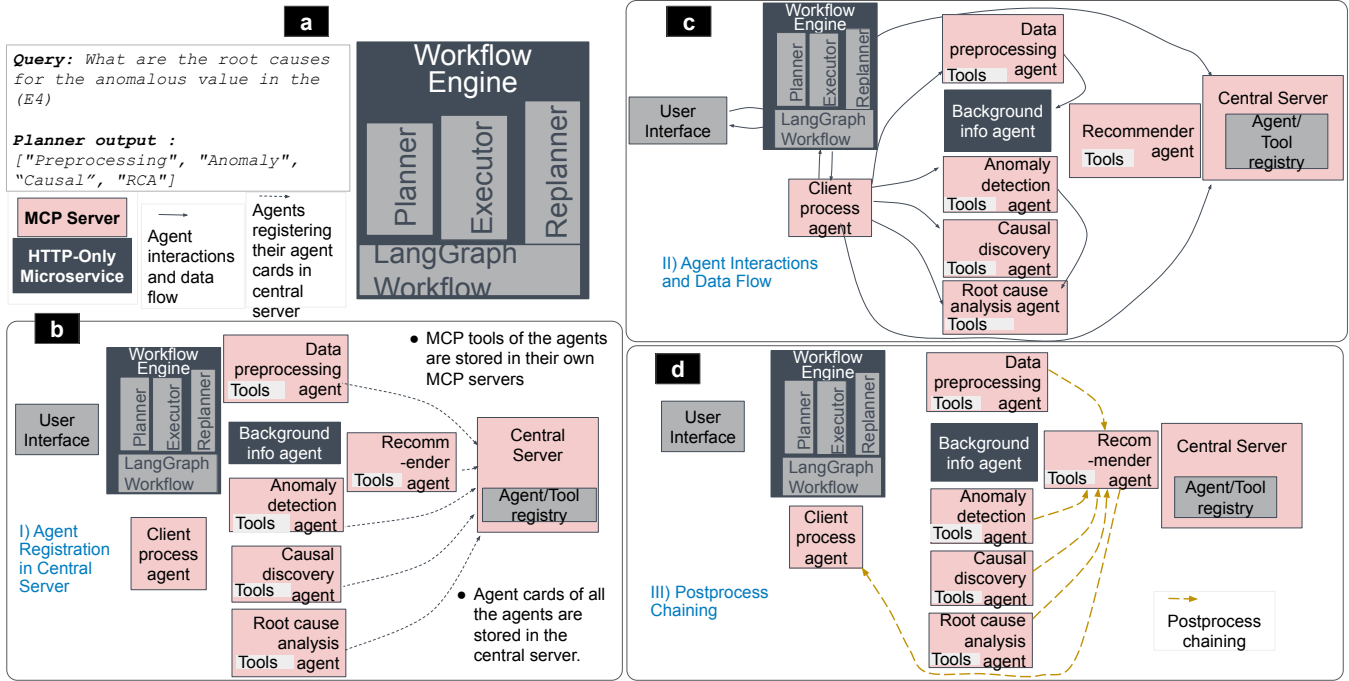 a
Query: What are the root causes
for the anomalous value in the
(E4)
Planner output :
["Preprocessing", "Anomaly",
“Causal”, "RCA"]
MCP Server
HTTP-Only
Microservice
Agent
interactions
and data
flow
Agents
registering
their agent
cards in
central
server
Workflow
Engine
Planner
Executor
Replanner
LangGraph
Workflow
b
Workflow
Engine
Planner
Executor
Replanner
LangGraph
Workflow
User
Interface
I) Agent
Registration
in Central
Server
Client
process
agent
Data
preprocessing
agent
Tools
Background
info agent
Recomm
-ender
agent
Tools
Anomaly
detection
agent
Tools
Causal
discovery
agent
Tools
Root cause
analysis
agent
Tools
Central
Server
Agent/Tool
registry
● MCP tools of the agents
are stored in their own
MCP servers
● Agent cards of all
the agents are
stored in the
central server.
c
Workflow
Engine
Planner
Executor
Replanner
LangGraph
Workflow
User
Interface
Client
process
agent
II) Agent Interactions
and Data Flow
Data
preprocessing
agent
Tools
Background
info agent
Anomaly
detection
agent
Tools
Causal
discovery
agent
Tools
Root cause
analysis agent
Tools
Recommender
agent
Tools
Central Server
Agent/
Tool
registry
d
Workflow
Engine
Planner
Executor
Replanner
LangGraph
Workflow
User
Interface
Client
process
agent
III) Postprocess
Chaining
Data
preprocessing
agent
Tools
Background
info agent
Anomaly
detection
agent
Tools
Causal
discovery
agent
Tools
Root cause
analysis
agent
Tools
Recom
-mender
agent
Tools
Central Server
Agent/Tool
registry
Postprocess
chaining